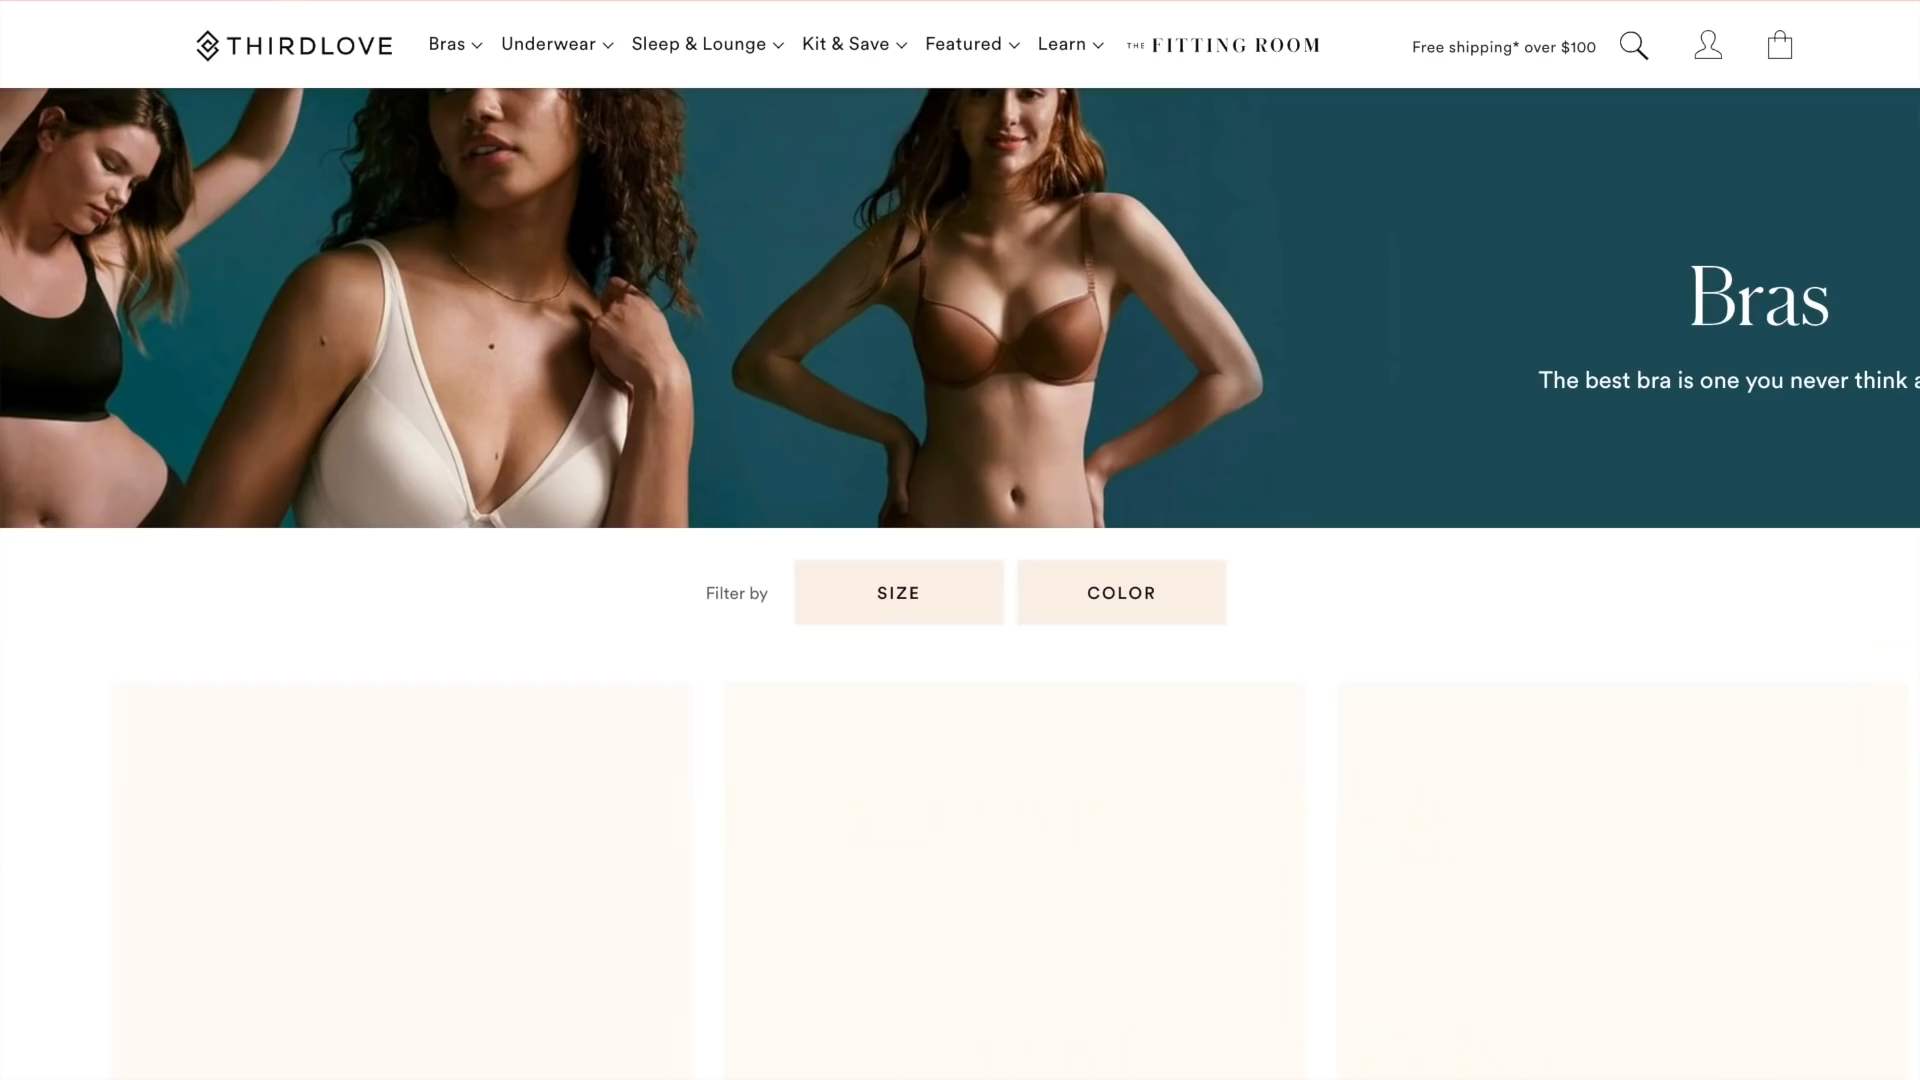 THIRDLOVE
Bras Underwear Sleep & Lounge Kit & Save Featured Learn THE FITTING ROOM
Free shipping* over $100
Bras
The best bra is one you never think
Filter by SIZE COLOR